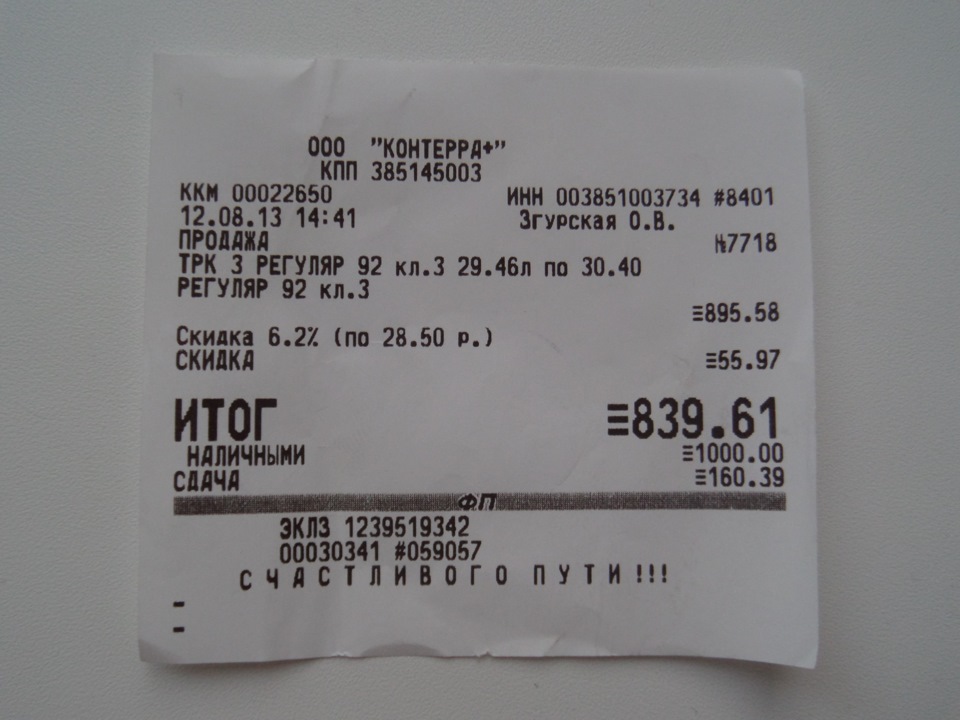 ООО "КОНТЕРРА+"
КПП 385145003
ККМ 00022650 ИНН 003851003734 #8401
12.08.13 14:41 Згурская О.В.
ПРОДАЖА №7718
ТРК 3 РЕГУЛЯР 92 кл.3 29.46л по 30.40
РЕГУЛЯР 92 кл.3
≡895.58
Скидка 6.2% (по 28.50 р.)
СКИДКА ≡55.97
ИТОГ ≡839.61
НАЛИЧНЫМИ ≡1000.00
СДАЧА ≡160.39
ФП
ЭКЛЗ 1239519342
00030341 #059057
СЧАСТЛИВОГО ПУТИ!!!
-
-